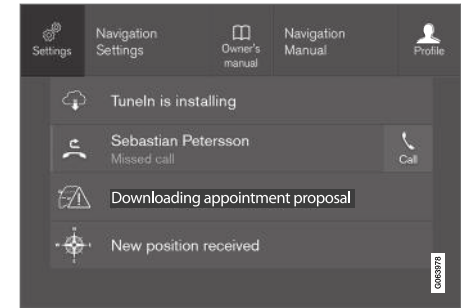 Settings
Navigation
Settings
Owner's
manual
Navigation
Manual
Profile
TuneIn is installing
Sebastian Petersson
Missed call
Call
Downloading appointment proposal
New position received
G063978